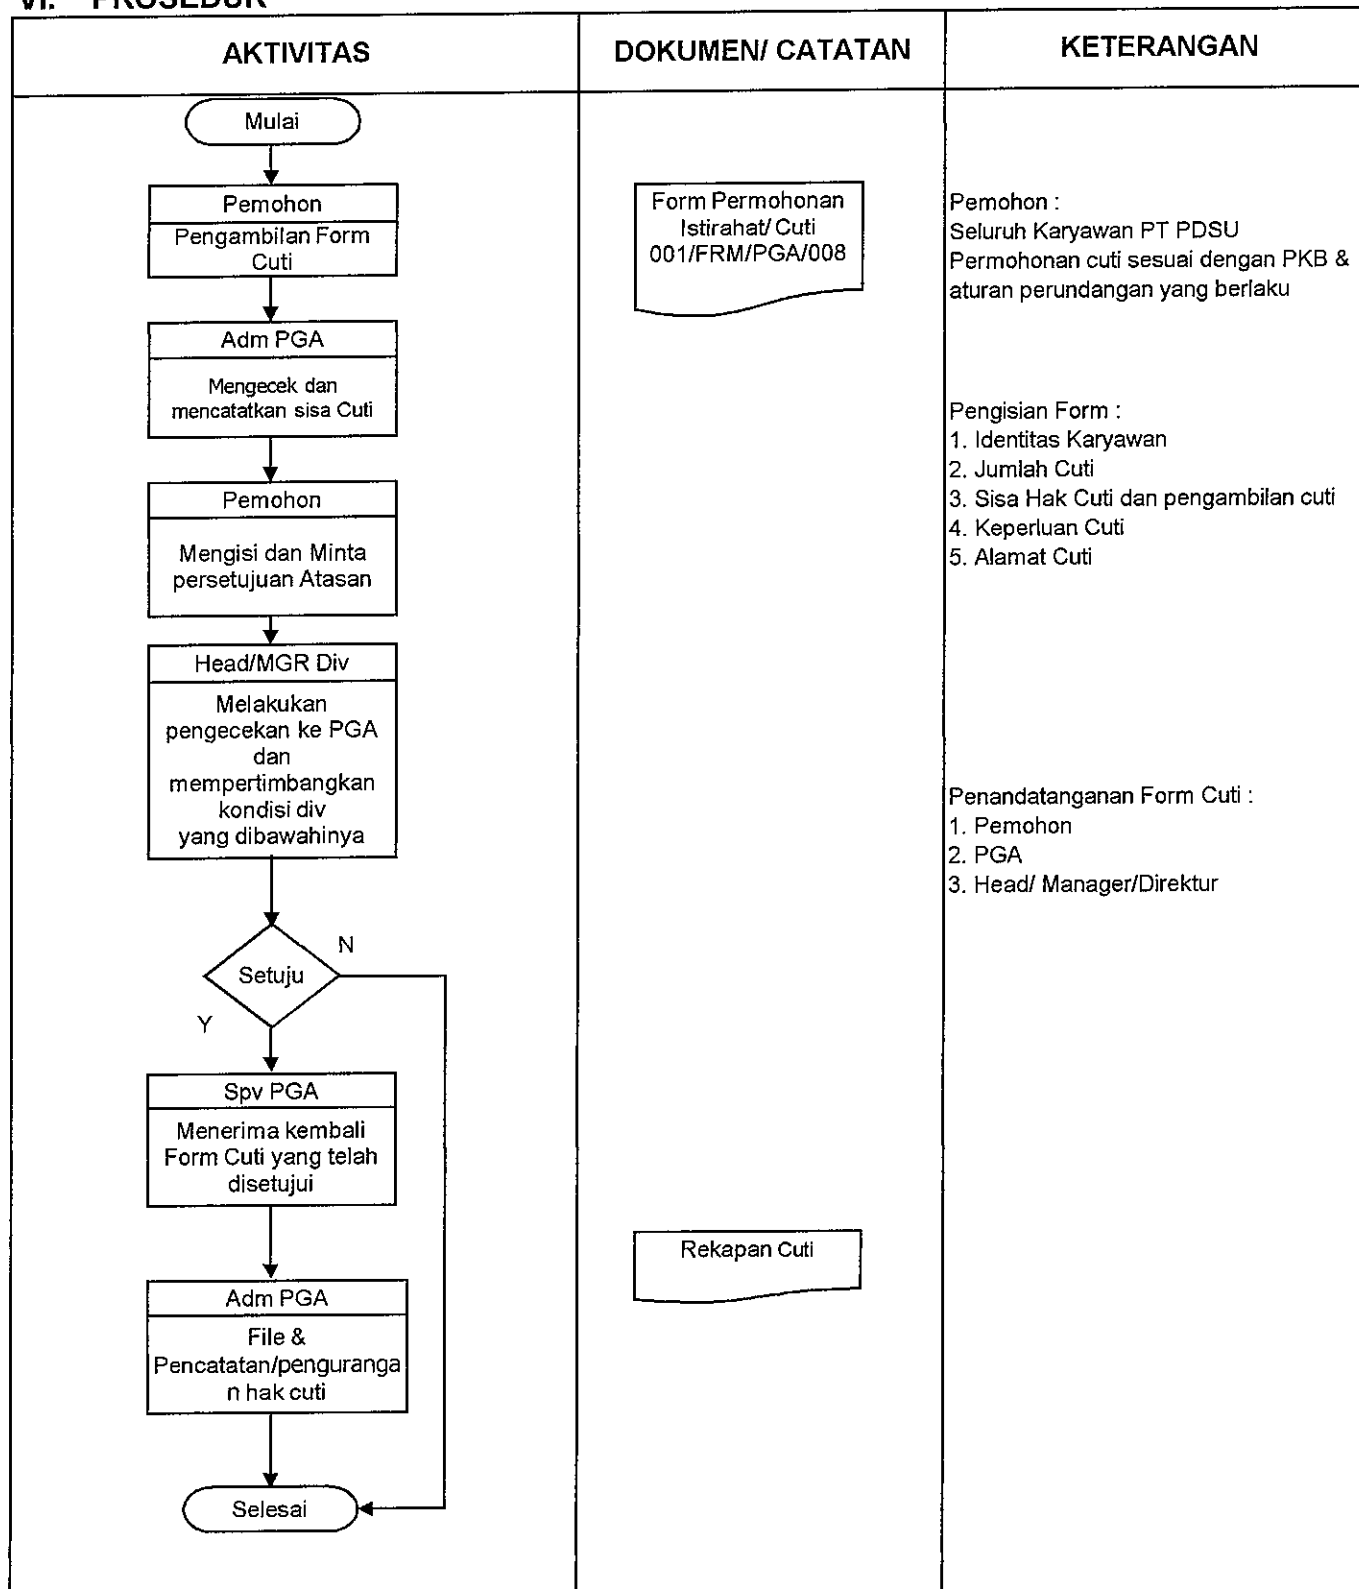 VI. PROSEDUR
AKTIVITAS
DOKUMEN/ CATATAN
KETERANGAN
Mulai
Pemohon
Pengambilan Form
Cuti
Form Permohonan
Istirahat/ Cuti
001/FRM/PGA/008
Pemohon :
Seluruh Karyawan PT PDSU
Permohonan cuti sesuai dengan PKB &
aturan perundangan yang berlaku
Adm PGA
Mengecek dan
mencatatkan sisa Cuti
Pengisian Form :
1. Identitas Karyawan
2. Jumlah Cuti
3. Sisa Hak Cuti dan pengambilan cuti
4. Keperluan Cuti
5. Alamat Cuti
Pemohon
Mengisi dan Minta
persetujuan Atasan
Head/MGR Div
Melakukan
pengecekan ke PGA
dan
mempertimbangkan
kondisi div
yang dibawahinya
Penandatanganan Form Cuti :
1. Pemohon
2. PGA
3. Head/ Manager/Direktur
Setuju
N
Y
Spv PGA
Menerima kembali
Form Cuti yang telah
disetujui
Rekapan Cuti
Adm PGA
File &
Pencatatan/penguranga
n hak cuti
Selesai